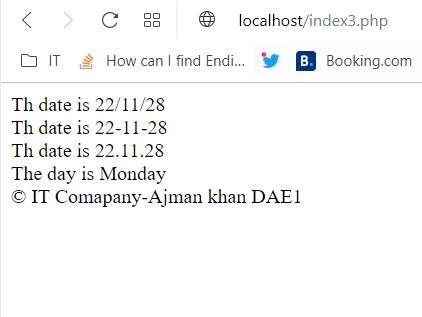 localhost/index3.php
IT How can I find Endi... B. Booking.com
Th date is 22/11/28
Th date is 22-11-28
Th date is 22.11.28
The day is Monday
© IT Comapany-Ajman khan DAE1